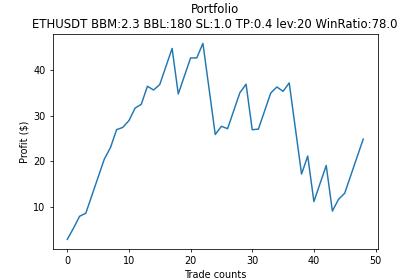 Portfolio
ETHUSDT BBM:2.3 BBL:180 SL:1.0 TP:0.4 lev:20 WinRatio:78.0
40
30
20
10
Profit ($)
0 10 20 30 40 50
Trade counts